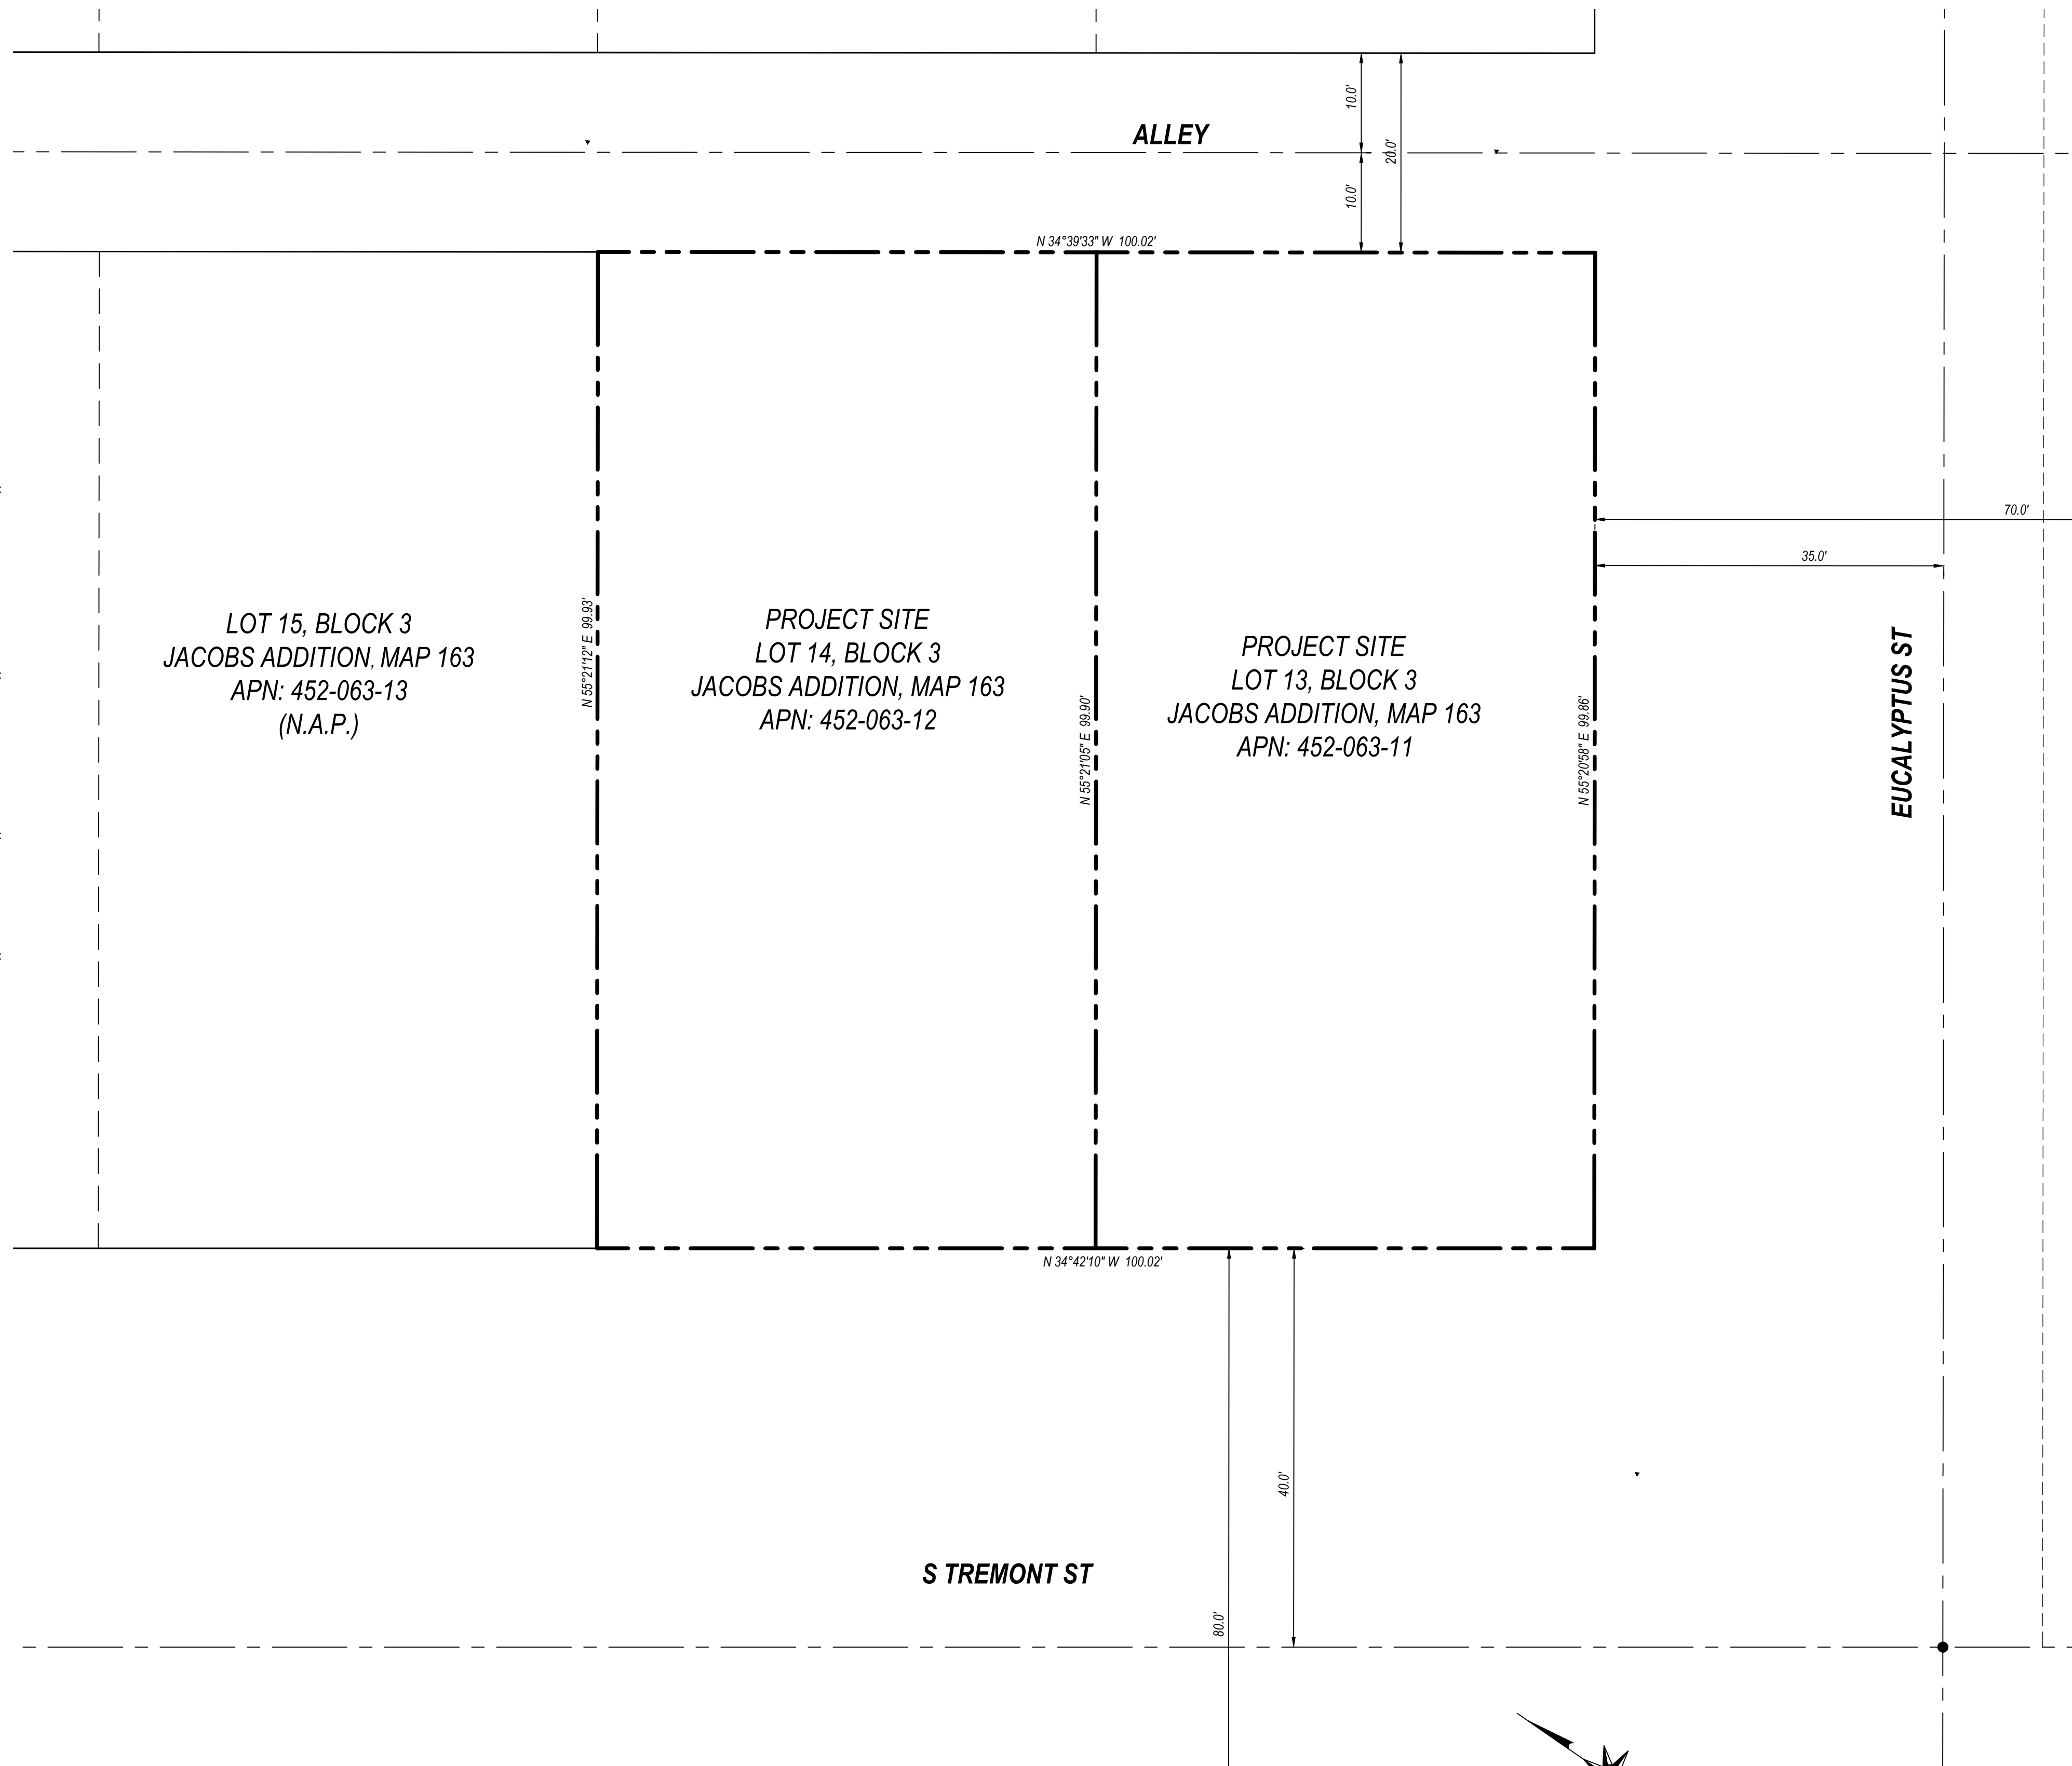 10.0'
ALLEY
20.0'
10.0'
N 34°39'33" W  100.02'
70.0'
35.0'
LOT 15, BLOCK 3
JACOBS ADDITION, MAP 163
APN: 452-063-13
(N.A.P.)
N 55°21'12" E  99.93'
PROJECT SITE
LOT 14, BLOCK 3
JACOBS ADDITION, MAP 163
APN: 452-063-12
N 55°21'05" E  99.90'
PROJECT SITE
LOT 13, BLOCK 3
JACOBS ADDITION, MAP 163
APN: 452-063-11
N 55°20'58" E  99.86'
EUCALYPTUS ST
N 34°42'10" W  100.02'
40.0'
S TREMONT ST
80.0'